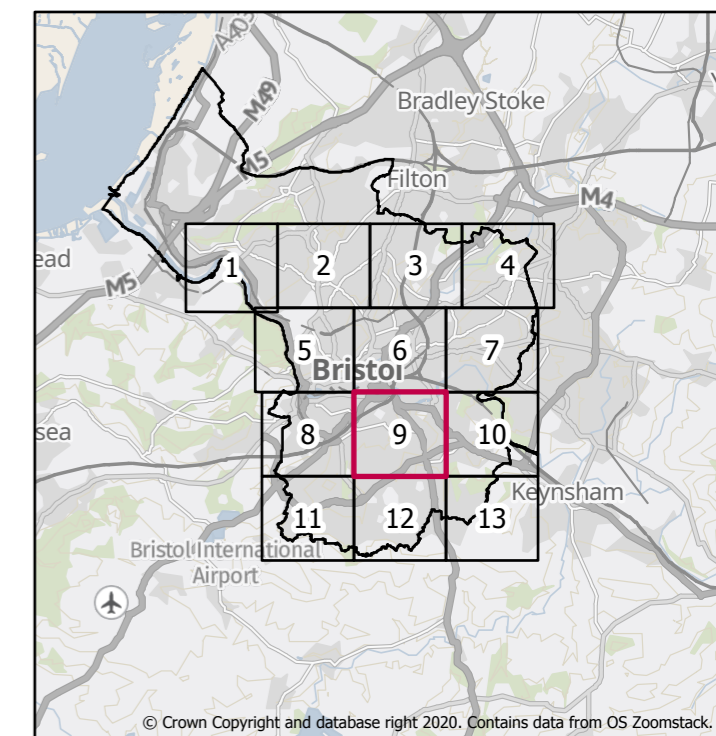 A403
M49
Bradley Stoke
M5
Filton
M4
ead
1
2
3
4
M5
5
6
7
Bristol
sea
8
9
10
Keynsham
11
12
13
Bristol International
Airport
© Crown Copyright and database right 2020. Contains data from OS Zoomstack.